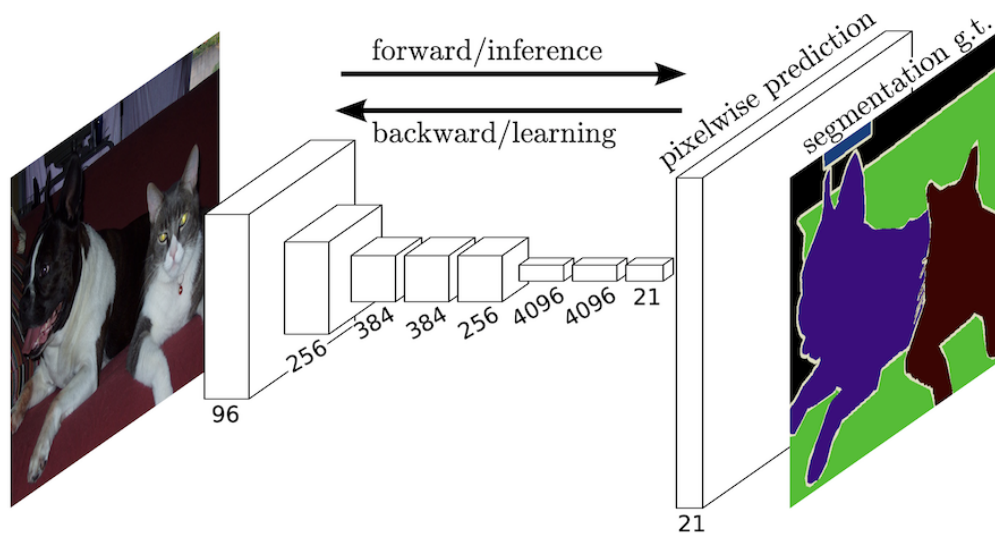 forward/inference
backward/learning
pixelwise prediction
segmentation g.t.
96
256
384
384
256
4096
4096
21
21